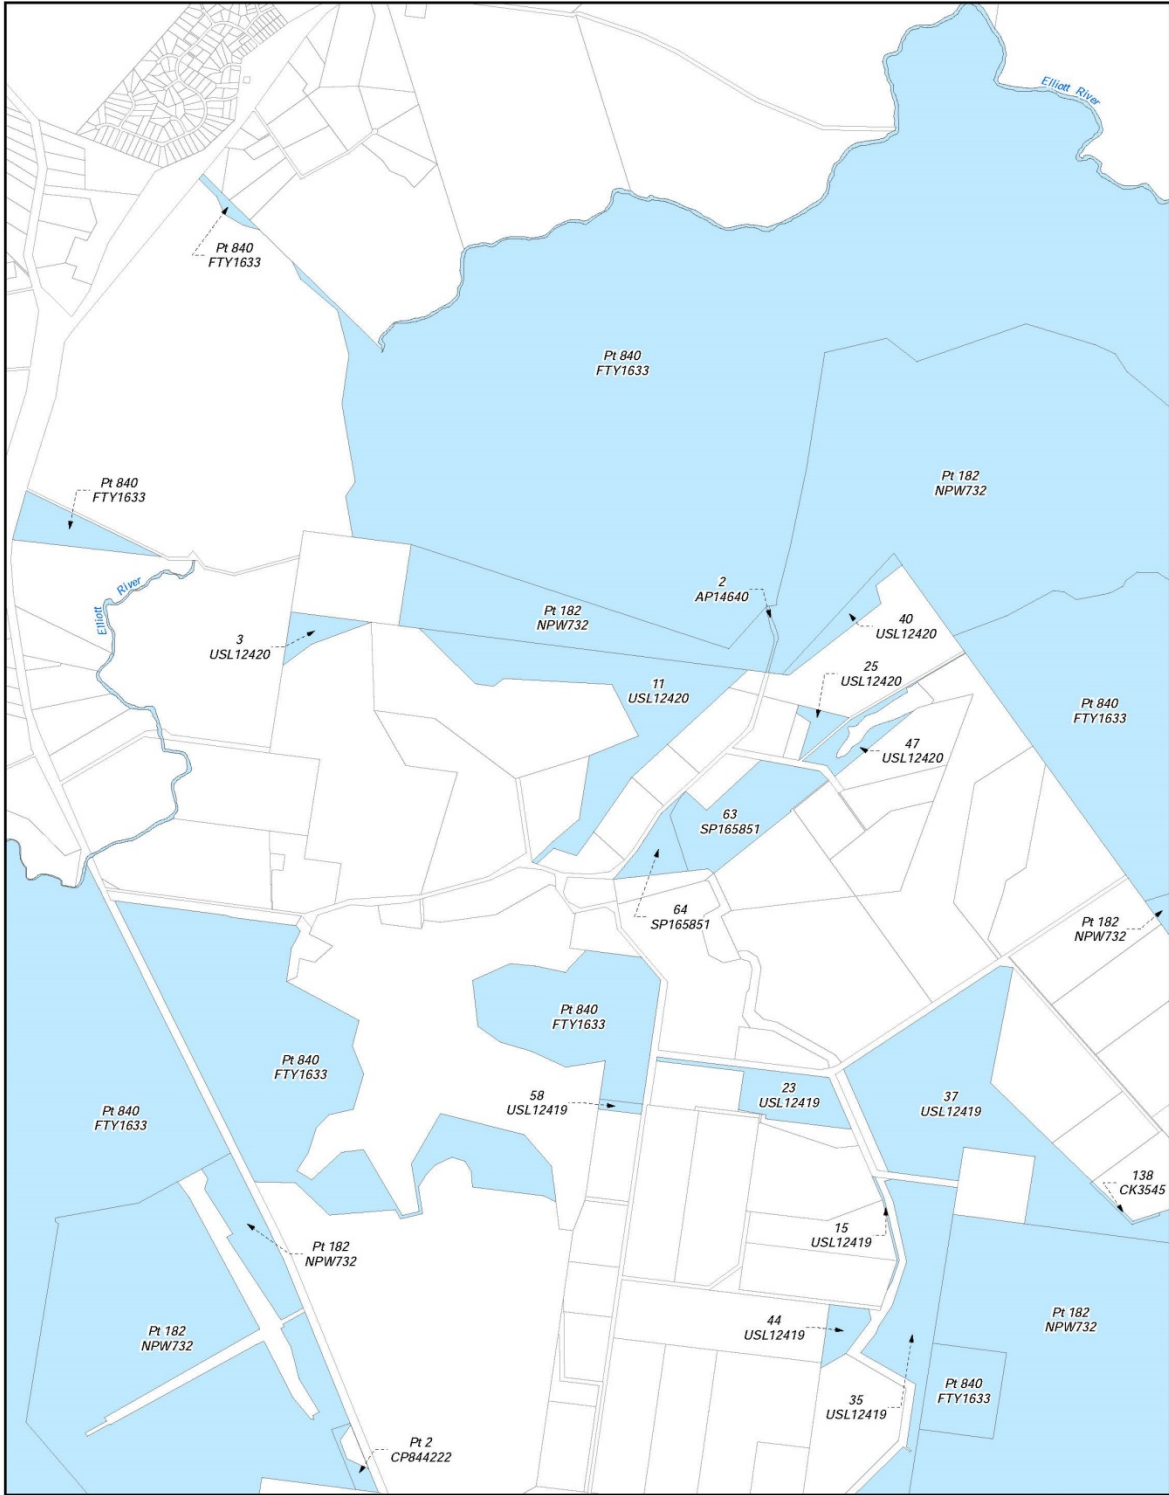 Elliott River
Pt 840
FTY1633
Pt 840
FTY1633
Pt 182
NPW732
Pt 840
FTY1633
Elliott River
2
AP14640
Pt 182
NPW732
40
USL12420
3
USL12420
25
USL12420
11
USL12420
Pt 840
FTY1633
47
USL12420
63
SP165851
64
SP165851
Pt 182
NPW732
Pt 840
FTY1633
Pt 840
FTY1633
58
USL12419
23
USL12419
37
USL12419
Pt 840
FTY1633
138
CK3545
15
USL12419
Pt 182
NPW732
Pt 182
NPW732
44
USL12419
Pt 182
NPW732
Pt 840
FTY1633
35
USL12419
Pt 2
CP844222